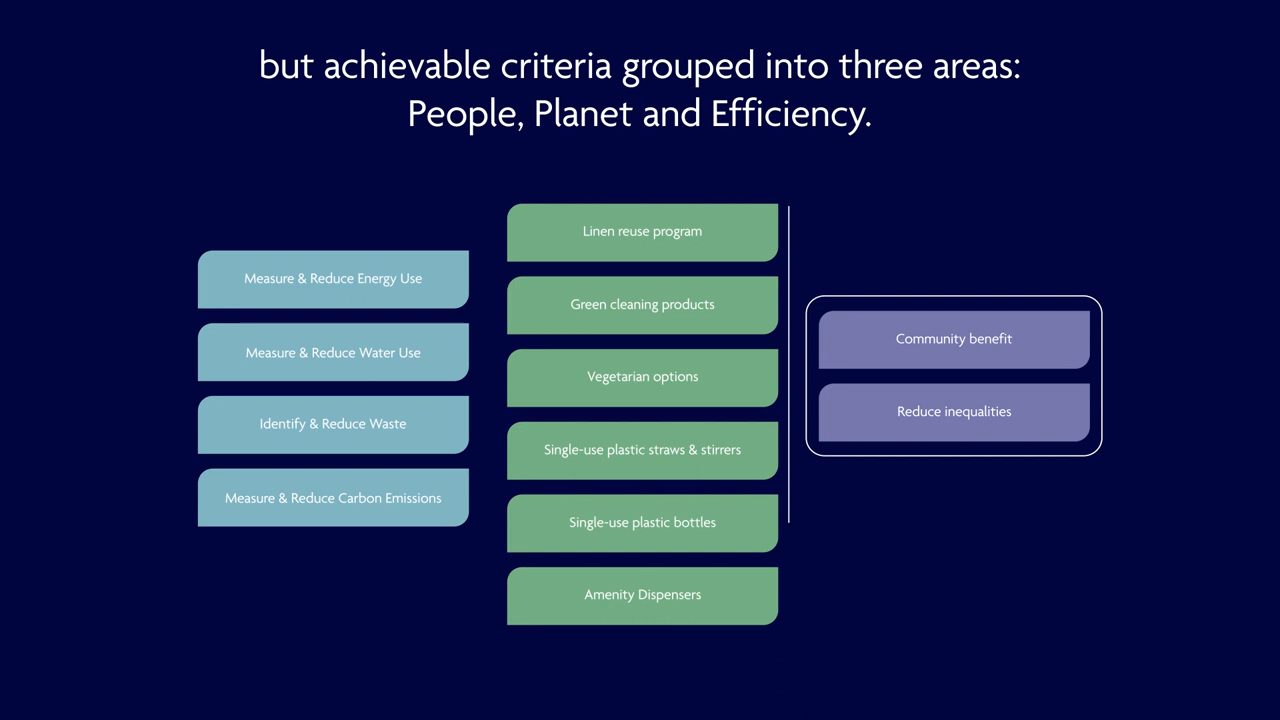 but achievable criteria grouped into three areas:
People, Planet and Efficiency.
Measure & Reduce Energy Use
Measure & Reduce Water Use
Identify & Reduce Waste
Measure & Reduce Carbon Emissions
Linen reuse program
Green cleaning products
Vegetarian options
Single-use plastic straws & stirrers
Single-use plastic bottles
Amenity Dispensers
Community benefit
Reduce inequalities